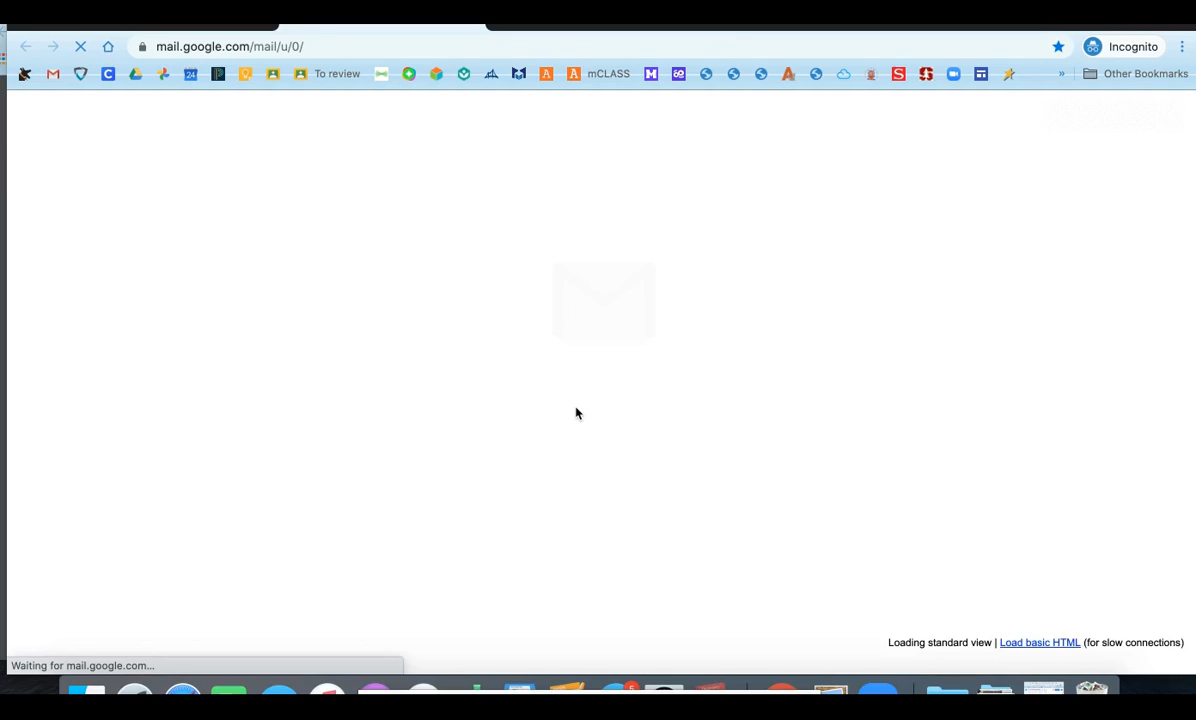 mail.google.com/mail/u/0/
Incognito
To review
mCLASS
»
Other Bookmarks
Loading standard view | Load basic HTML (for slow connections)
Waiting for mail.google.com...